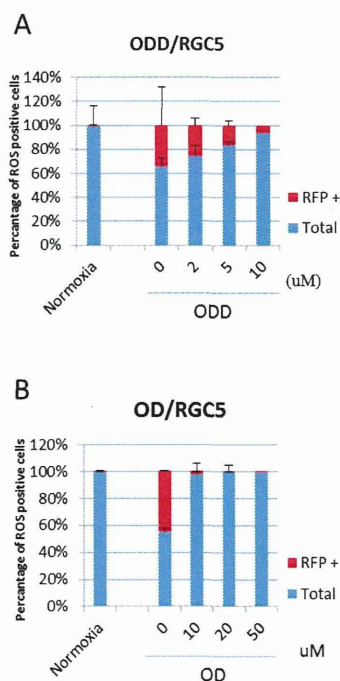 A
ODD/RGC5
Percantage of ROS positive cells
140%
120%
100%
80%
60%
40%
20%
0%
RFP +
Total
Normoxia
0
2
5
10
(uM)
ODD
B
OD/RGC5
Percantage of ROS positive cells
120%
100%
80%
60%
40%
20%
0%
RFP +
Total
Normoxia
0
10
20
50
uM
OD